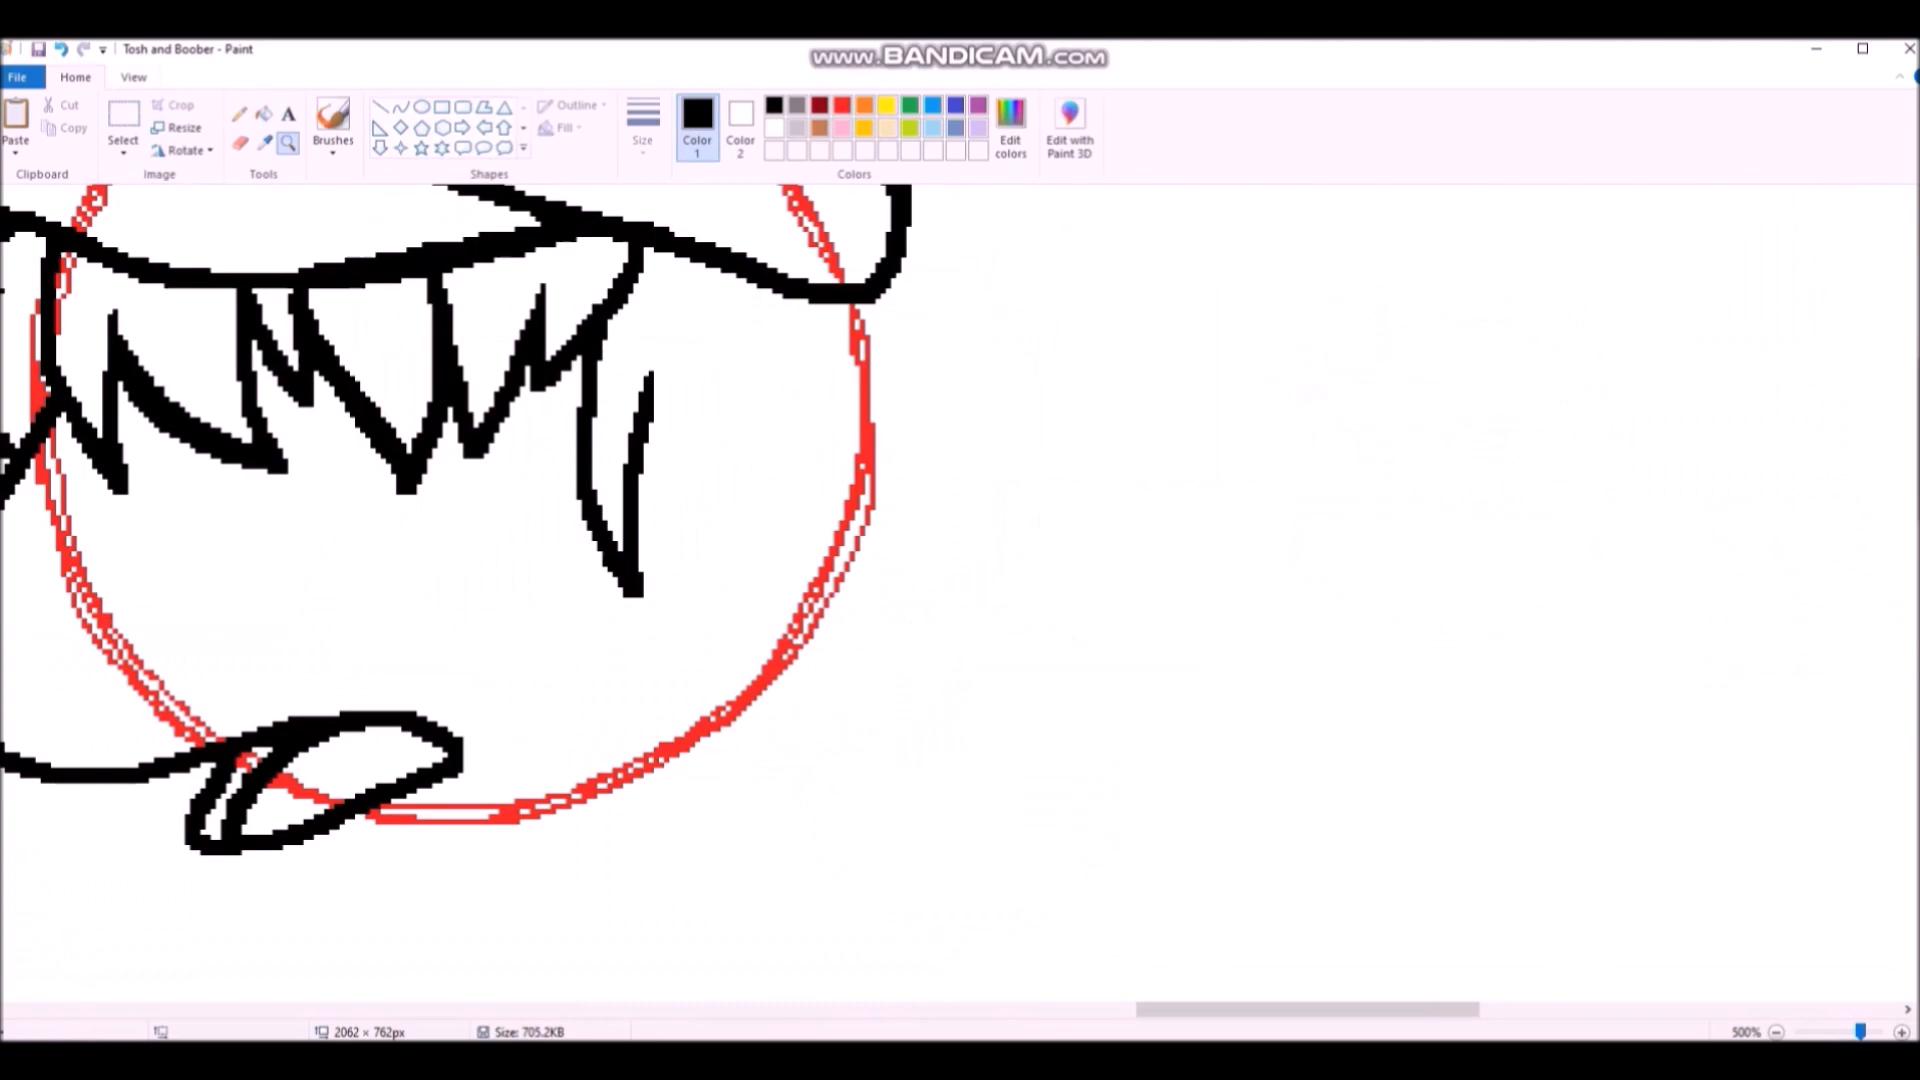 Tosh and Boober - Paint
www.BANDICAM.com
File Home View
Paste Cut Copy Select Crop Resize Rotate Brushes Outline Fill Size Color 1 Color 2 Edit colors Edit with Paint 3D
Clipboard Image Tools Shapes Colors
2062 × 762px Size: 705.2KB 500%